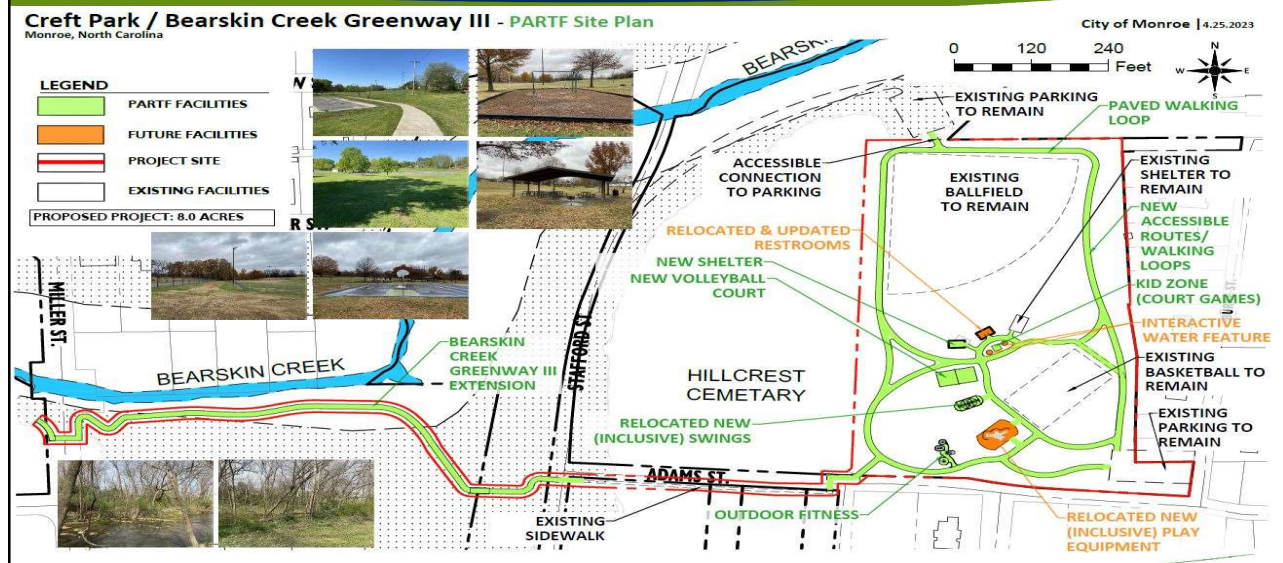 Creft Park / Bearskin Creek Greenway III - PARTF Site Plan
Monroe, North Carolina
City of Monroe | 4.25.2023
0 120 240
Feet
N
W E
S
LEGEND
PARTF FACILITIES
FUTURE FACILITIES
PROJECT SITE
EXISTING FACILITIES
PROPOSED PROJECT: 8.0 ACRES
EXISTING PARKING
TO REMAIN
PAVED WALKING
LOOP
ACCESSIBLE
CONNECTION
TO PARKING
EXISTING
BALLFIELD
TO REMAIN
EXISTING
SHELTER TO
REMAIN
NEW
ACCESSIBLE
ROUTES/
WALKING
LOOPS
RELOCATED & UPDATED
RESTROOMS
NEW SHELTER
NEW VOLLEYBALL
COURT
KID ZONE
(COURT GAMES)
INTERACTIVE
WATER FEATURE
EXISTING
BASKETBALL TO
REMAIN
EXISTING
PARKING TO
REMAIN
MILLER ST.
BEARSKIN CREEK
BEARSKIN
CREEK
GREENWAY III
EXTENSION
STAFFORD ST.
HILLCREST
CEMETARY
RELOCATED NEW
(INCLUSIVE) SWINGS
ADAMS ST.
EXISTING
SIDEWALK
OUTDOOR FITNESS
RELOCATED NEW
(INCLUSIVE) PLAY
EQUIPMENT